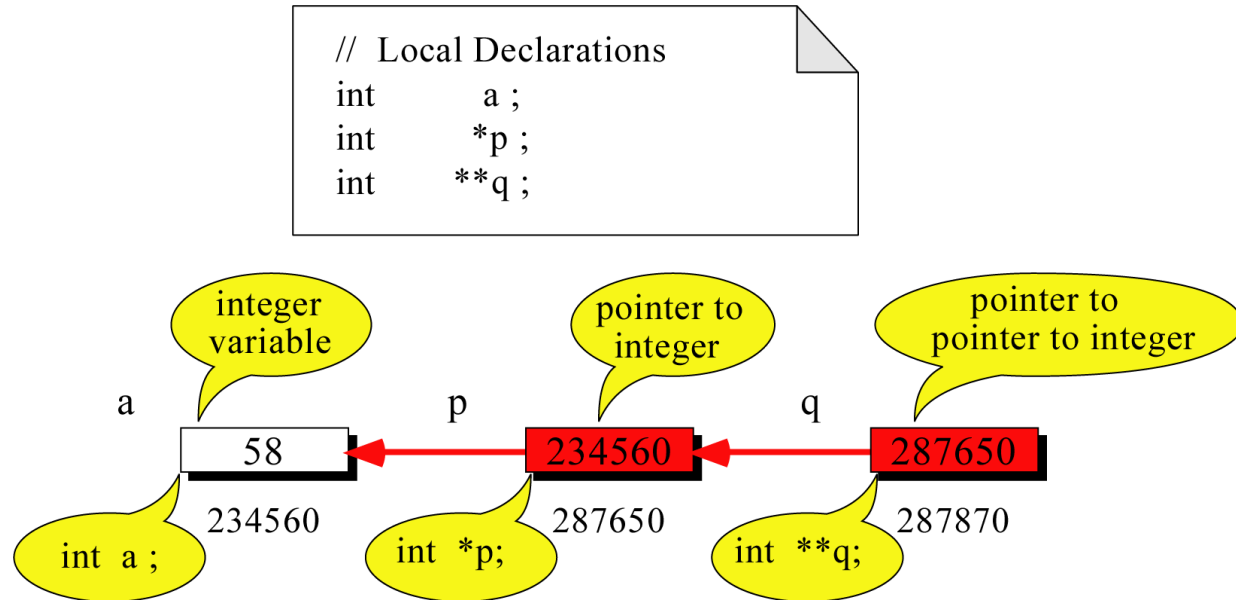 // Local Declarations
int a ;
int *p ;
int **q ;
integer
variable
pointer to
integer
pointer to
pointer to integer
a
p
q
58
234560
287650
234560
287650
287870
int a ;
int *p;
int **q;